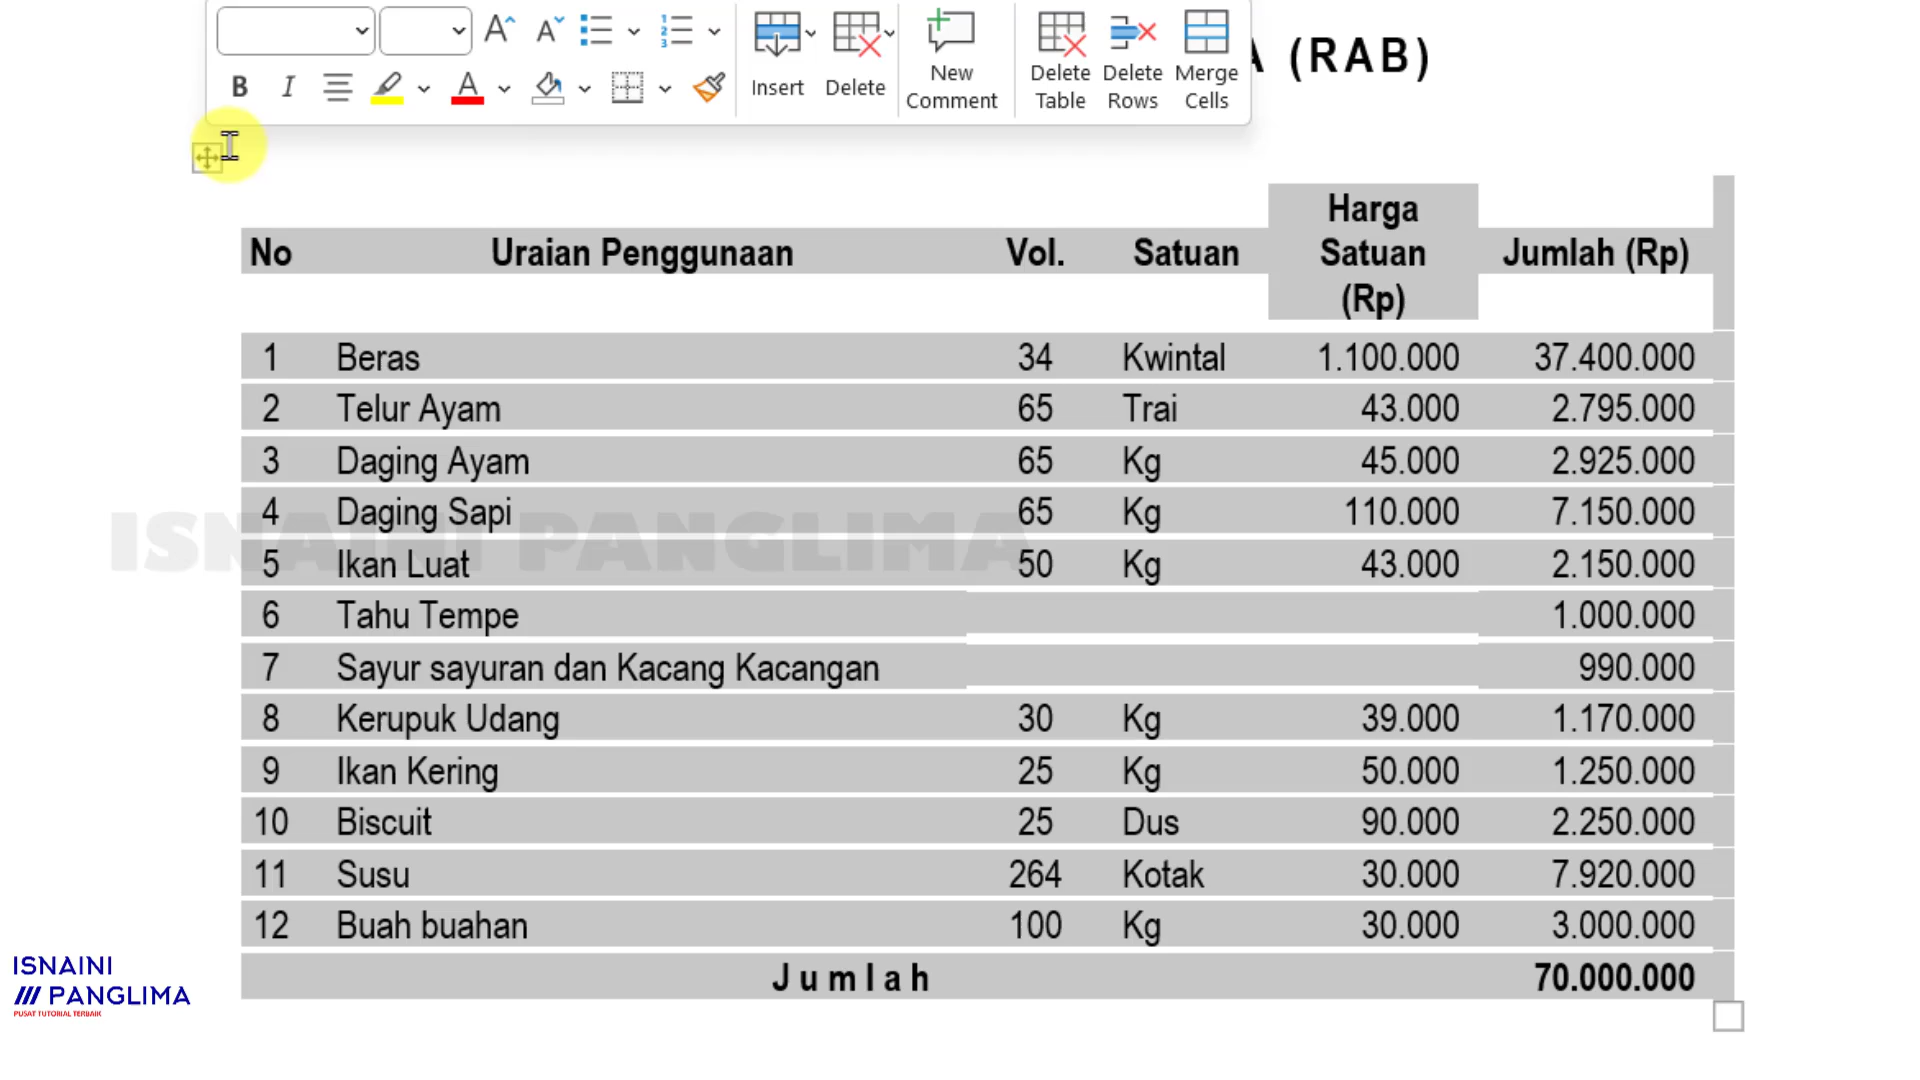 A (RAB)
B I A A A
Insert Delete New Comment Delete Table Delete Rows Merge Cells
No Uraian Penggunaan Vol. Satuan Harga Satuan (Rp) Jumlah (Rp)
1 Beras 34 Kwintal 1.100.000 37.400.000
2 Telur Ayam 65 Trai 43.000 2.795.000
3 Daging Ayam 65 Kg 45.000 2.925.000
4 Daging Sapi 65 Kg 110.000 7.150.000
ISNAINI PANGLIMA
5 Ikan Luat 50 Kg 43.000 2.150.000
6 Tahu Tempe 1.000.000
7 Sayur sayuran dan Kacang Kacangan 990.000
8 Kerupuk Udang 30 Kg 39.000 1.170.000
9 Ikan Kering 25 Kg 50.000 1.250.000
10 Biscuit 25 Dus 90.000 2.250.000
11 Susu 264 Kotak 30.000 7.920.000
12 Buah buahan 100 Kg 30.000 3.000.000
J u m l a h 70.000.000
ISNAINI
PANGLIMA
PUSAT TUTORIAL TERBAIK